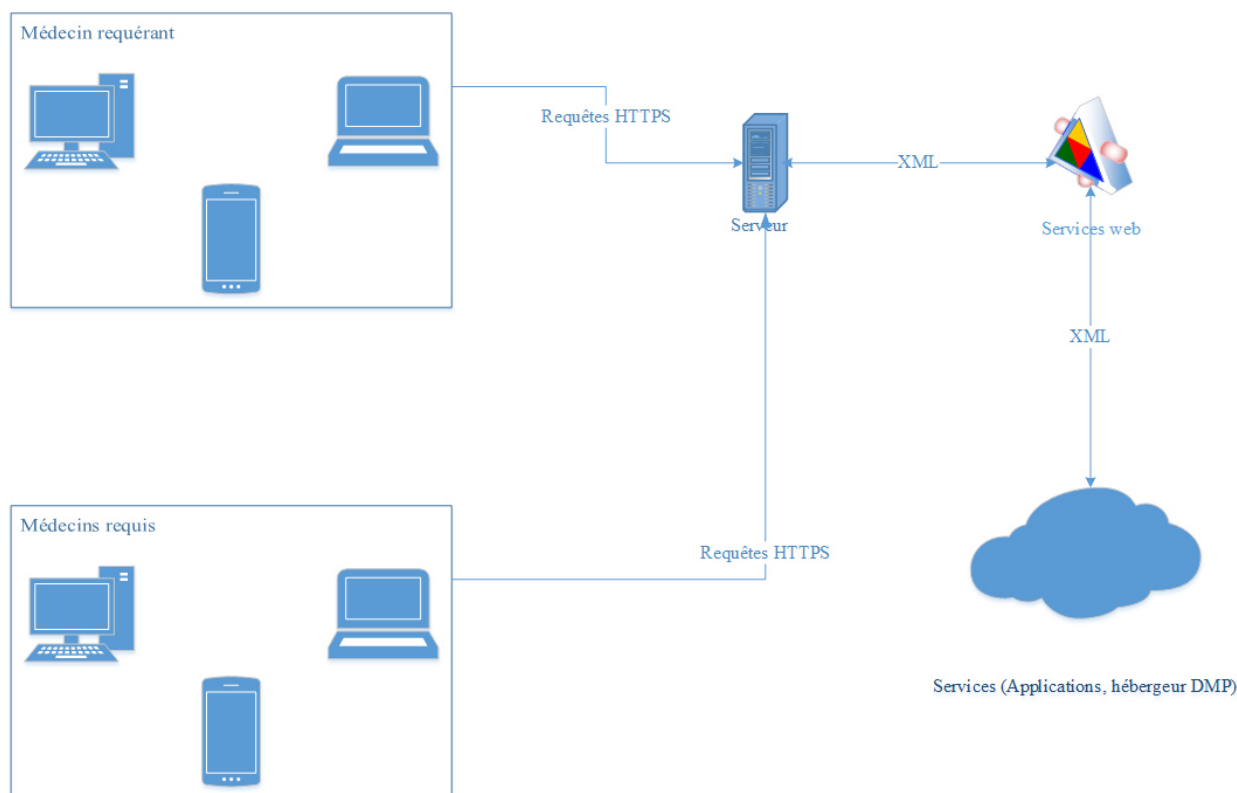 Médecin requérant
Requêtes HTTPS
XML
Serveur
Services web
XML
Médecins requis
Requêtes HTTPS
Services (Applications, hébergeur DMP)